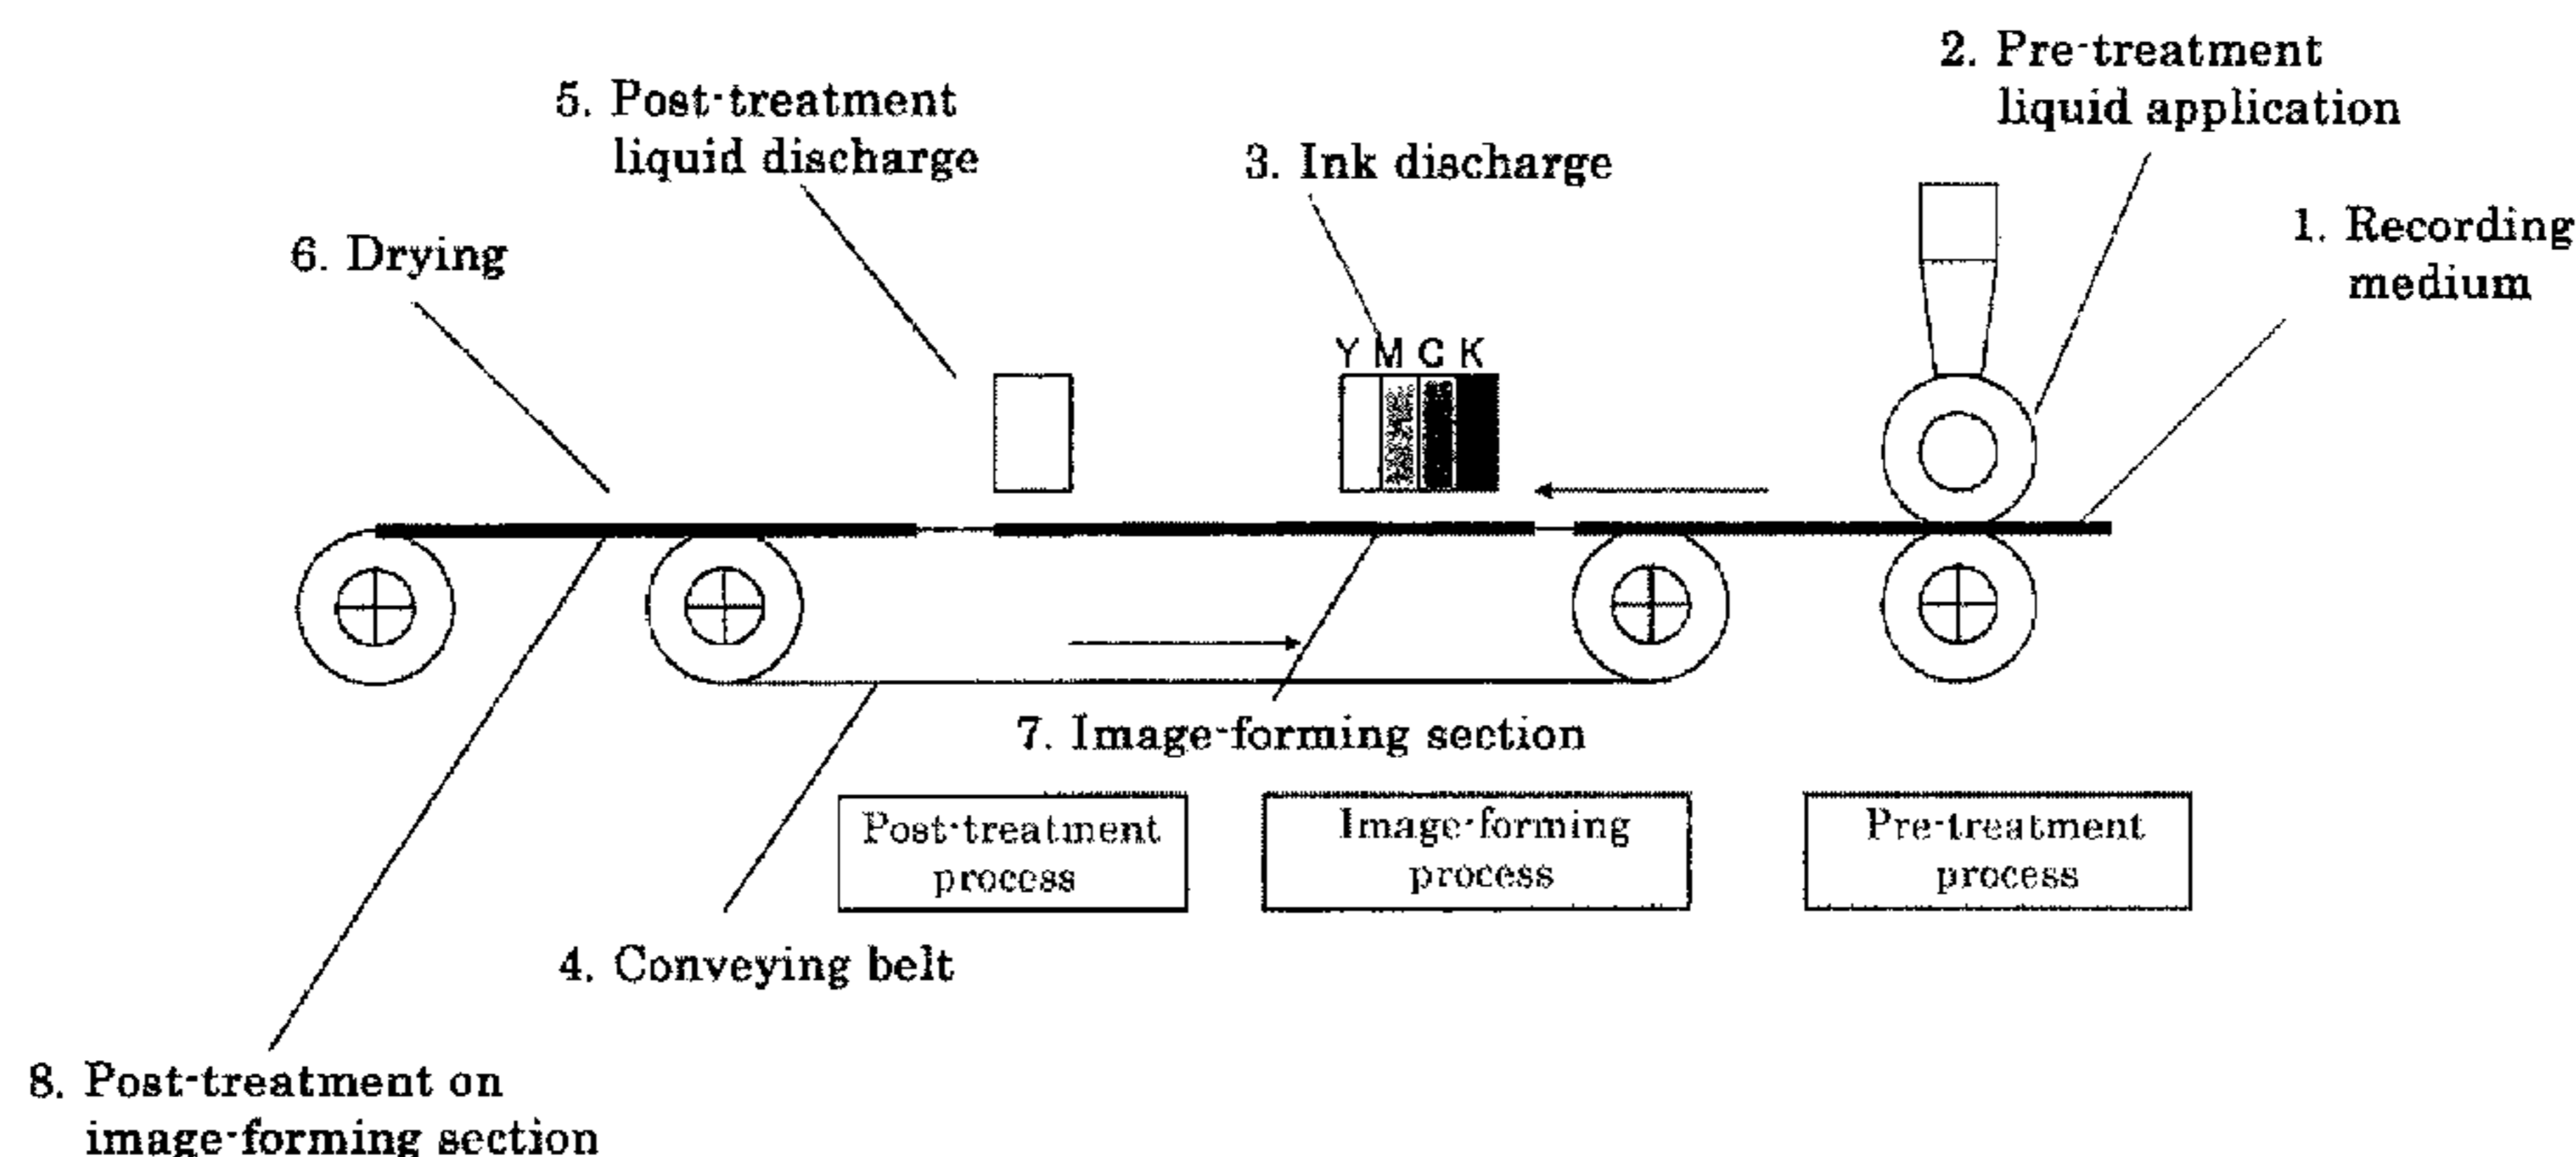 2. Pre-treatment
liquid application
5. Post-treatment
liquid discharge
3. Ink discharge
1. Recording
medium
6. Drying
Y M C K
7. Image-forming section
Post-treatment
process
Image-forming
process
Pre-treatment
process
4. Conveying belt
8. Post-treatment on
image-forming section